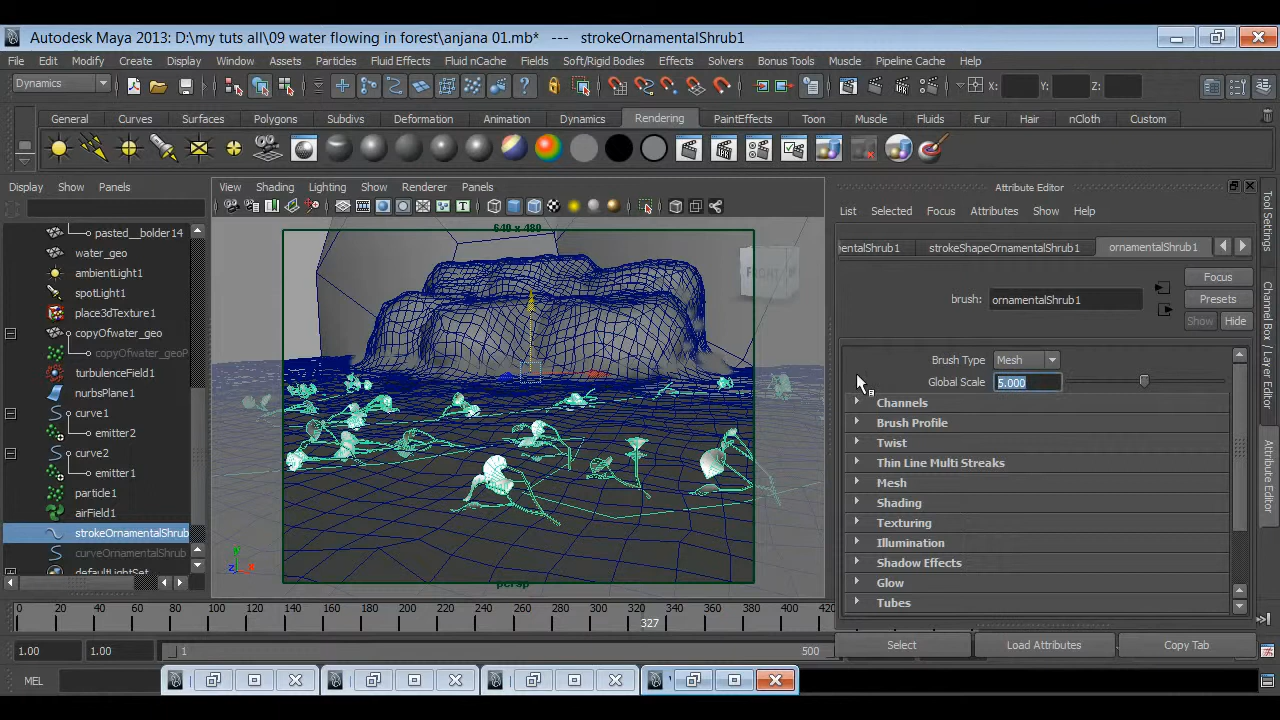 Autodesk Maya 2013: D:\my tuts all\09 water flowing in forest\anjana 01.mb* --- strokeOrnamentalShrub1
File Edit Modify Create Display Window Assets Particles Fluid Effects Fluid nCache Fields Soft/Rigid Bodies Effects Solvers Bonus Tools Muscle Pipeline Cache Help
Dynamics X: Y: Z:
General Curves Surfaces Polygons Subdivs Deformation Animation Dynamics Rendering PaintEffects Toon Muscle Fluids Fur Hair nCloth Custom
Display Show Panels
View Shading Lighting Show Renderer Panels
Attribute Editor
List Selected Focus Attributes Show Help
mentalShrub1 strokeShapeOrnamentalShrub1 ornamentalShrub1
brush: ornamentalShrub1
Focus
Presets
Show Hide
Brush Type Mesh
Global Scale 5.000
Channels
Brush Profile
Twist
Thin Line Multi Streaks
Mesh
Shading
Texturing
Illumination
Shadow Effects
Glow
Tubes
Select Load Attributes Copy Tab
Tool Settings
Channel Box / Layer Editor
Attribute Editor
pasted__bolder14
water_geo
ambientLight1
spotLight1
place3dTexture1
copyOfwater_geo
copyOfwater_geoP
turbulenceField1
nurbsPlane1
curve1
emitter2
curve2
emitter1
particle1
airField1
strokeOrnamentalShrub
curveOrnamentalShrub
defaultLightSet
640 x 480
FRONT
persp
y
z
0 20 40 60 80 100 120 140 160 180 200 220 240 260 280 300 320 340 360 380 400 420
327
1.00 1.00 1 500
MEL